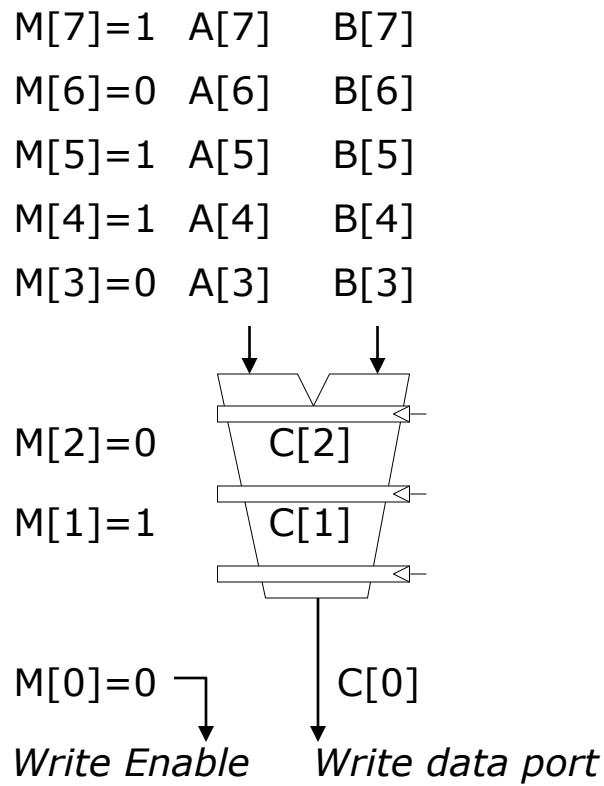 M[7]=1 A[7] B[7]
M[6]=0 A[6] B[6]
M[5]=1 A[5] B[5]
M[4]=1 A[4] B[4]
M[3]=0 A[3] B[3]
M[2]=0 C[2]
M[1]=1 C[1]
M[0]=0 C[0]
Write Enable Write data port